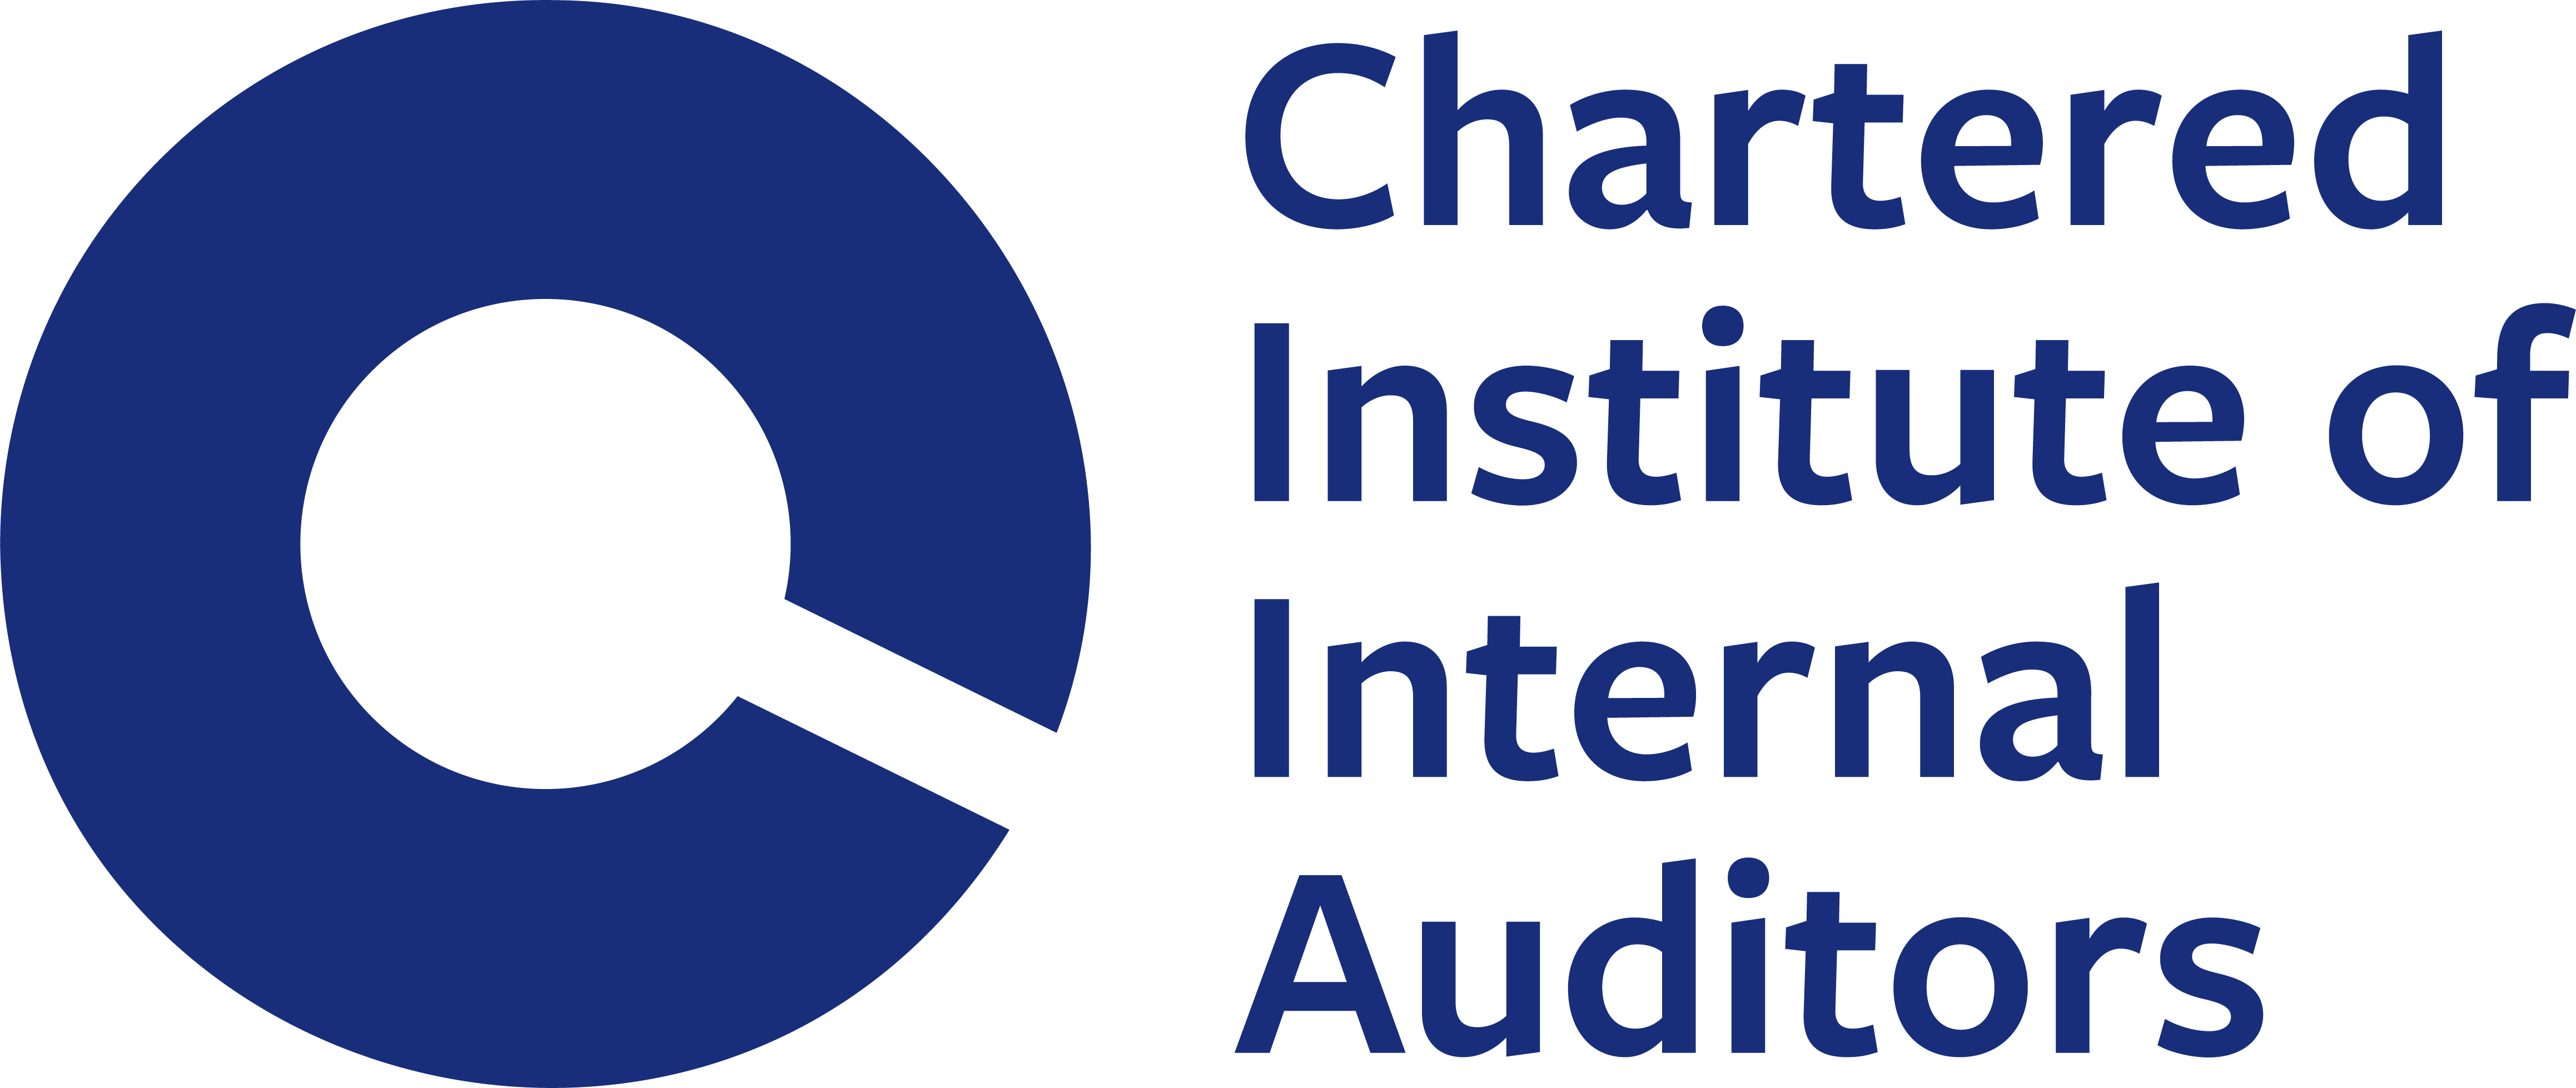 Chartered
Institute of
Internal
Auditors